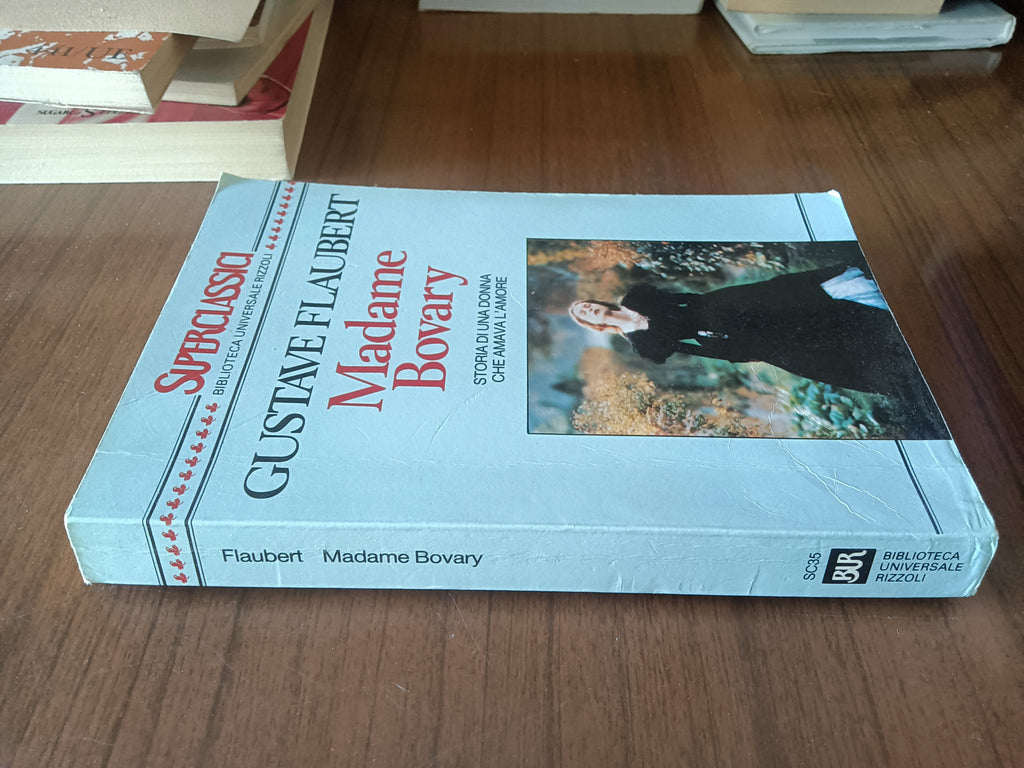 SUPERCLASSICI
BIBLIOTECA UNIVERSALE RIZZOLI
GUSTAVE FLAUBERT
Madame
Bovary
STORIA DI UNA DONNA
CHE AMAVA L'AMORE
Flaubert Madame Bovary
SC35
BUR
BIBLIOTECA
UNIVERSALE
RIZZOLI